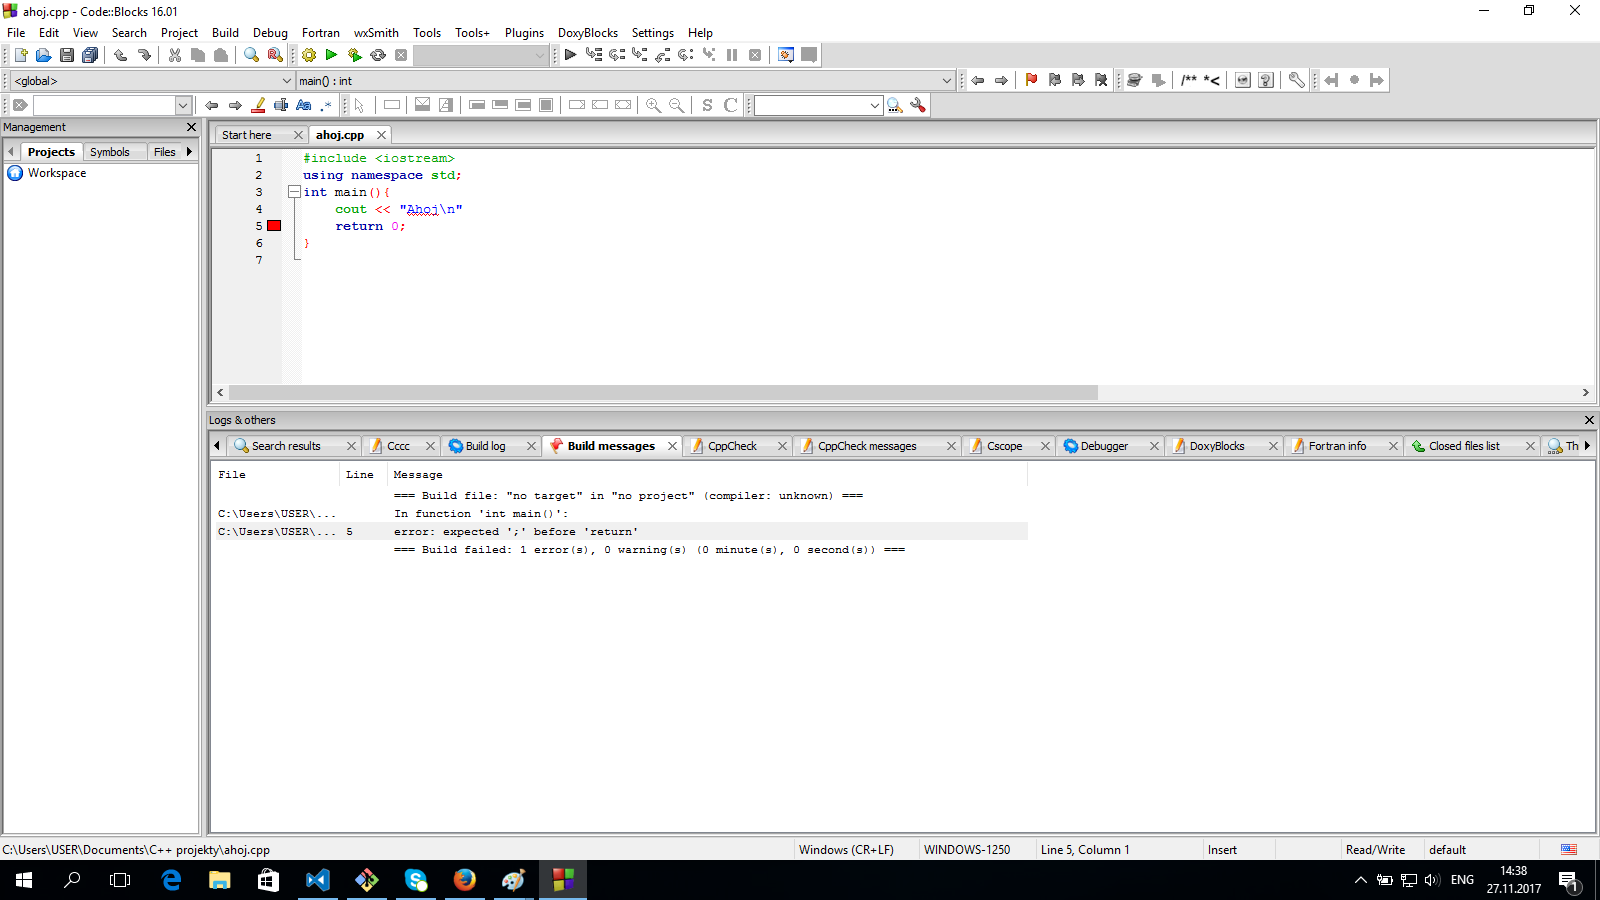 ahoj.cpp - Code::Blocks 16.01
File Edit View Search Project Build Debug Fortran wxSmith Tools Tools+ Plugins DoxyBlocks Settings Help
<global> main() : int
/** *<
Aa .*
S C
Management
Start here ahoj.cpp
Projects Symbols Files
Workspace
1 #include <iostream>
2 using namespace std;
3 int main(){
4 cout << "Ahoj\n"
5 return 0;
6 }
7
Logs & others
Search results Cccc Build log Build messages CppCheck CppCheck messages Cscope Debugger DoxyBlocks Fortran info Closed files list Th
File Line Message
=== Build file: "no target" in "no project" (compiler: unknown) ===
C:\Users\USER\... In function 'int main()':
C:\Users\USER\... 5 error: expected ';' before 'return'
=== Build failed: 1 error(s), 0 warning(s) (0 minute(s), 0 second(s)) ===
C:\Users\USER\Documents\C++ projekty\ahoj.cpp Windows (CR+LF) WINDOWS-1250 Line 5, Column 1 Insert Read/Write default
ENG 14:38
27.11.2017 1